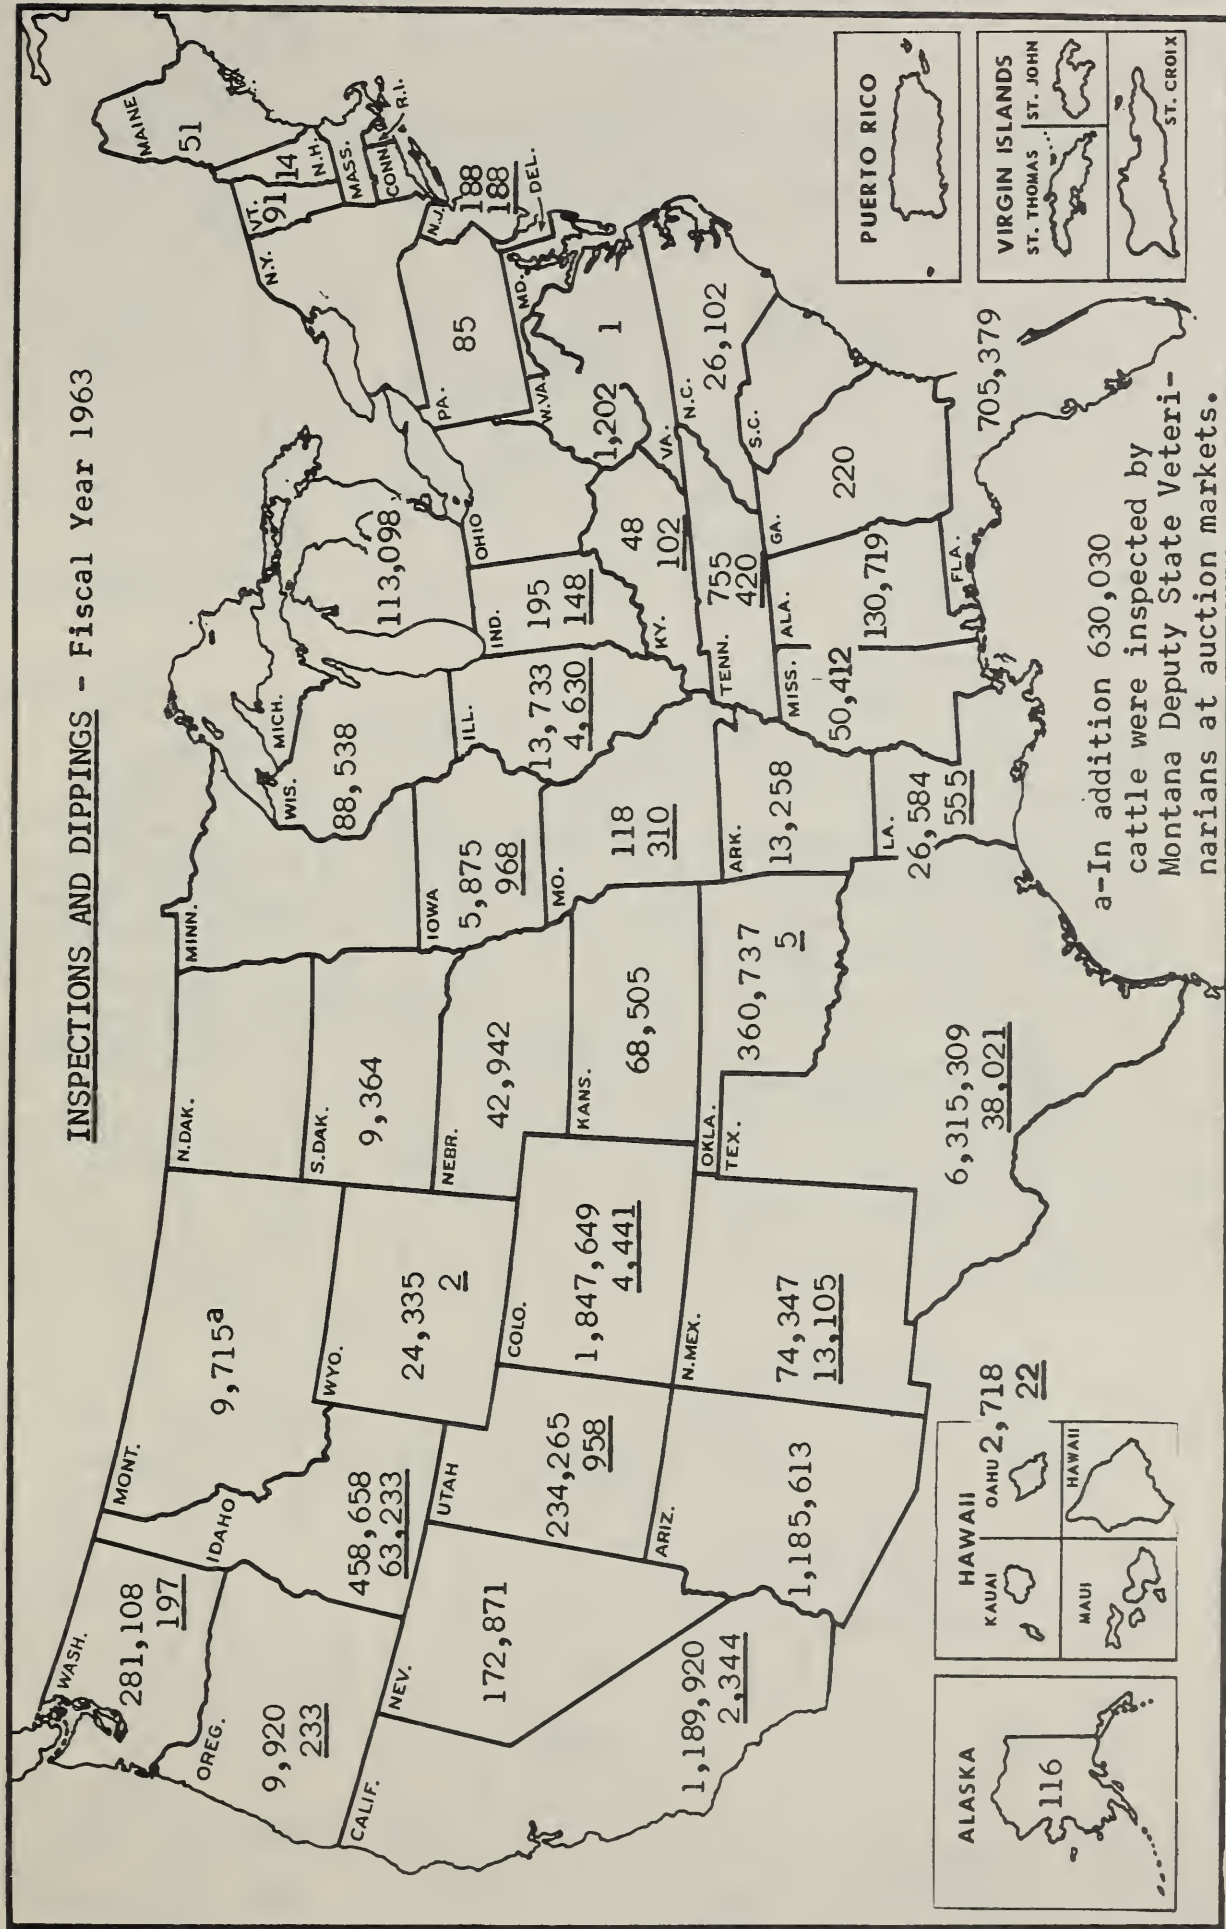 INSPECTIONS AND DIPPINGS - Fiscal Year 1963
WASH.
281,108
197
OREG.
9,920
233
CALIF.
1,189,920
2,344
NEV.
172,871
IDAHO
458,658
63,233
MONT.
9,715a
WYO.
24,335
2
UTAH
234,265
958
COLO.
1,847,649
4,441
ARIZ.
1,185,613
N.MEX.
74,347
13,105
N.DAK.
S.DAK.
9,364
NEBR.
42,942
KANS.
68,505
OKLA.
360,737
5
TEX.
6,315,309
38,021
MINN.
IOWA
5,875
968
MO.
118
310
ARK.
13,258
LA.
26,584
555
WIS.
88,538
MICH.
113,098
ILL.
13,733
4,630
IND.
195
148
OHIO
KY.
48
102
TENN.
755
420
MISS.
50,412
ALA.
130,719
GA.
220
FLA.
705,379
S.C.
N.C.
26,102
VA.
1
W.VA.
1,202
MD.
DEL.
PA.
85
N.J.
188
188
N.Y.
VT.
91
N.H.
14
MAINE
51
MASS.
CONN.
R.I.
ALASKA
116
HAWAII
KAUAI
OAHU
2,718
22
MAUI
HAWAII
a-In addition 630,030
cattle were inspected by
Montana Deputy State Veteri-
narians at auction markets.
PUERTO RICO
VIRGIN ISLANDS
ST. THOMAS
ST. JOHN
ST. CROIX